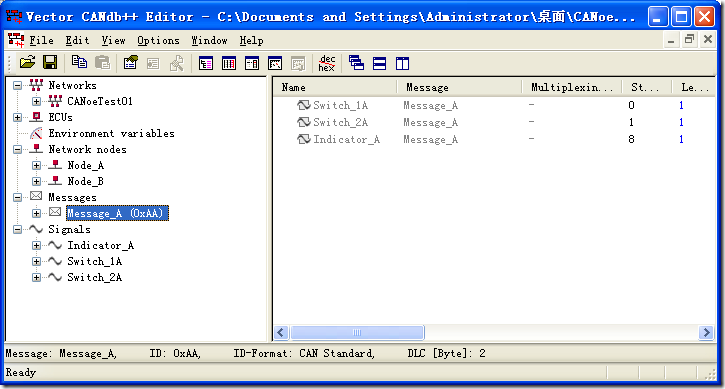 Vector CANdb++ Editor - C:\Documents and Settings\Administrator\桌面\CANoe...
File Edit View Options Window Help
dec
hex
Networks
CANoeTest01
ECUs
Environment variables
Network nodes
Node_A
Node_B
Messages
Message_A (0xAA)
Signals
Indicator_A
Switch_1A
Switch_2A
Name Message Multiplexin... St... Le...
Switch_1A Message_A - 0 1
Switch_2A Message_A - 1 1
Indicator_A Message_A - 8 1
Message: Message_A, ID: 0xAA, ID-Format: CAN Standard, DLC [Byte]: 2
Ready